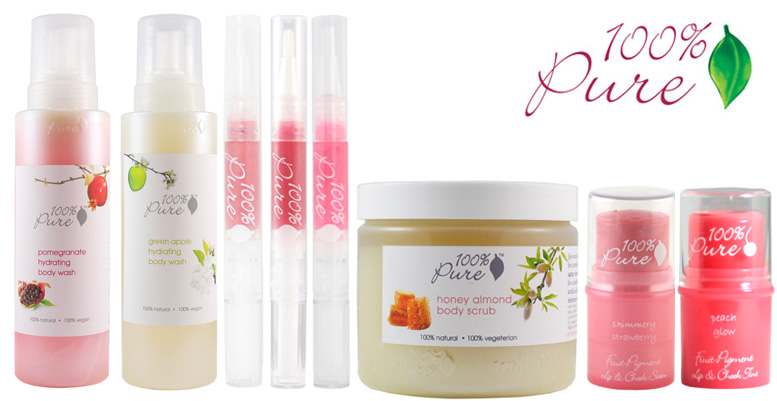 100%
Pure
100%
Pure
pomegranate
hydrating
body wash
100% natural • 100% vegan
100%
Pure
green apple
hydrating
body wash
100% natural • 100% vegan
100%
Pure
100%
Pure
100%
Pure
100%
Pure™
honey almond
body scrub
100% natural • 100% vegetarian
100%
Pure
shimmery
strawberry
Fruit Pigment
Lip & Cheek
100%
Pure
peach
glow
Fruit Pigment
Lip & Cheek Tint